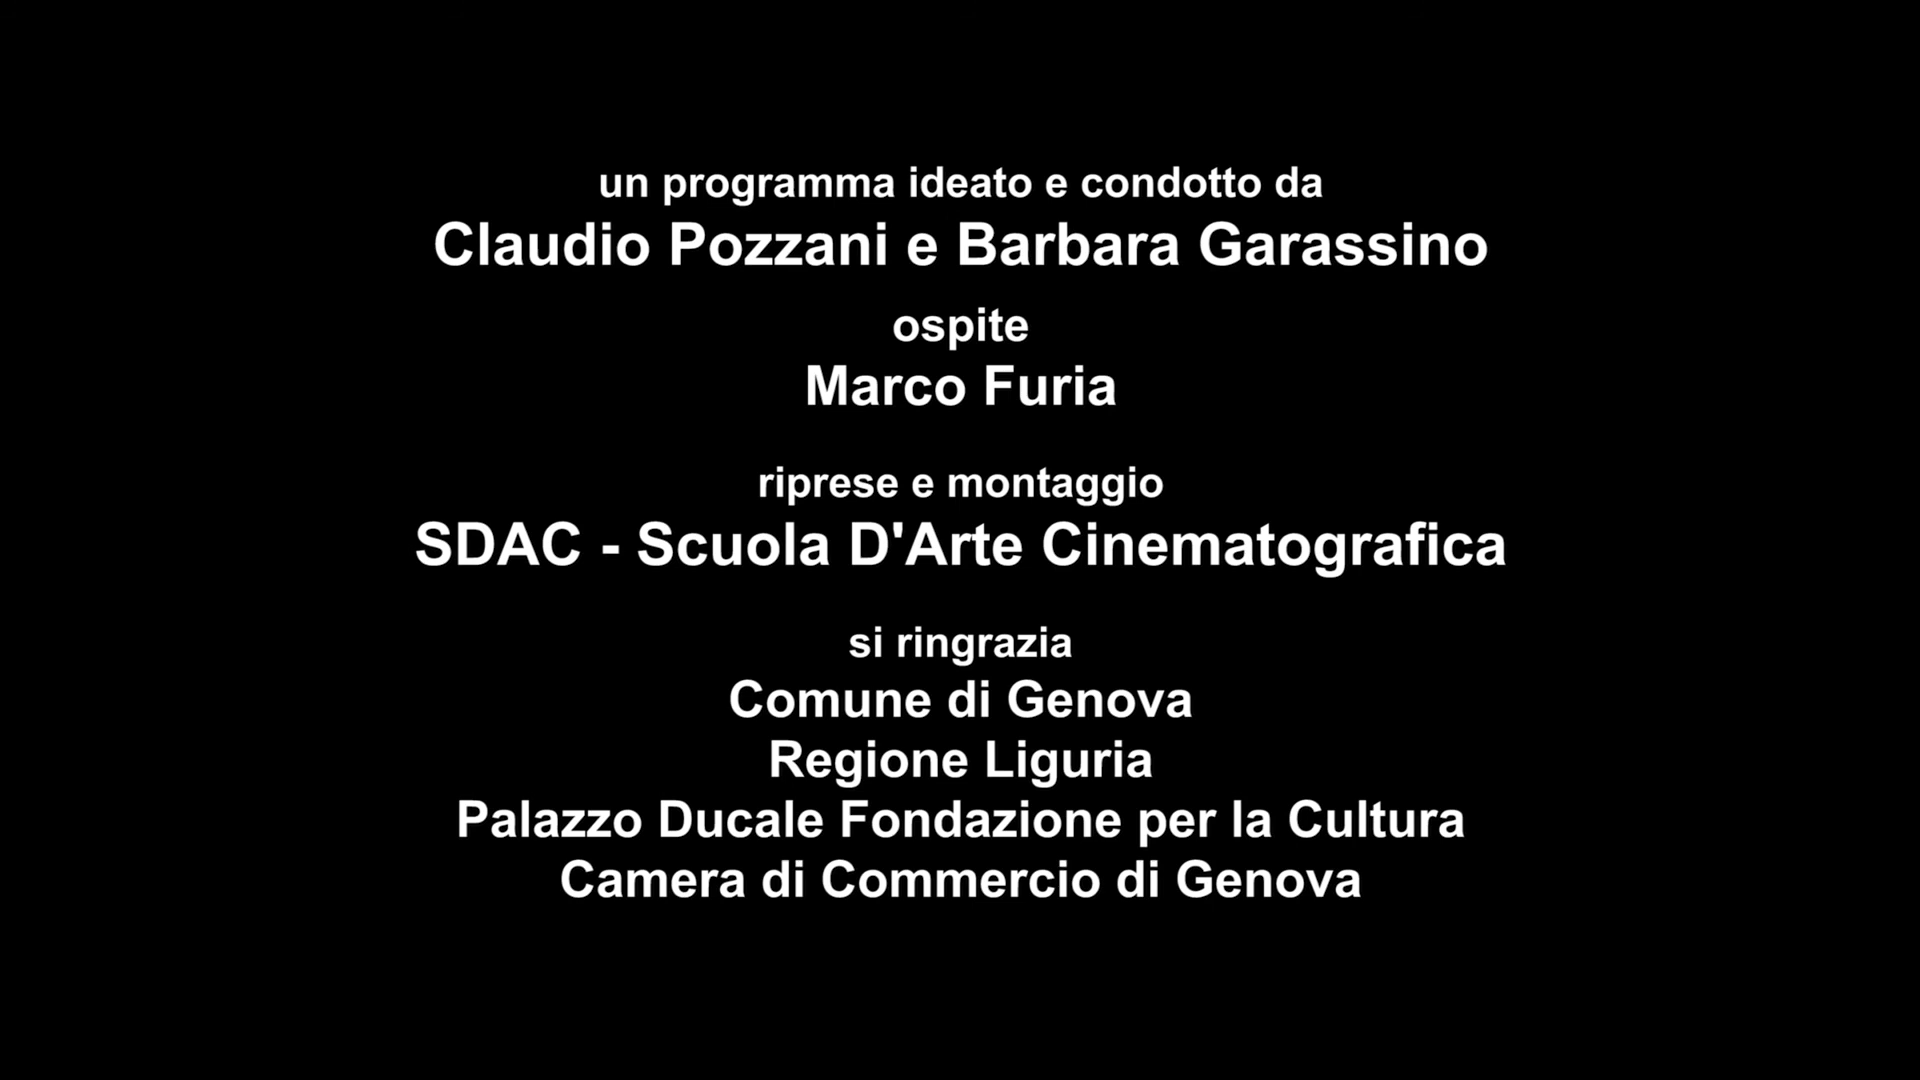 un programma ideato e condotto da
Claudio Pozzani e Barbara Garassino
ospite
Marco Furia
riprese e montaggio
SDAC - Scuola D'Arte Cinematografica
si ringrazia
Comune di Genova
Regione Liguria
Palazzo Ducale Fondazione per la Cultura
Camera di Commercio di Genova